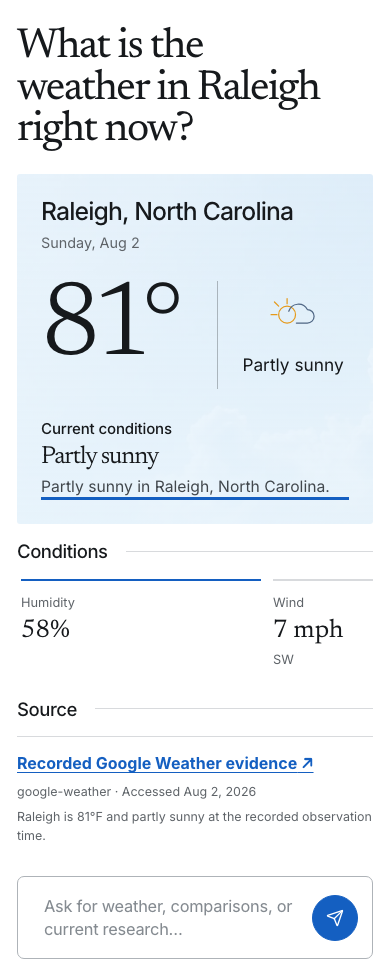 What is the
weather in Raleigh
right now?
Raleigh, North Carolina
Sunday, Aug 2
81°
Partly sunny
Current conditions
Partly sunny
Partly sunny in Raleigh, North Carolina.
Conditions
Humidity
58%
Wind
7 mph
SW
Source
Recorded Google Weather evidence ↗
google-weather · Accessed Aug 2, 2026
Raleigh is 81°F and partly sunny at the recorded observation
time.
Ask for weather, comparisons, or
current research...